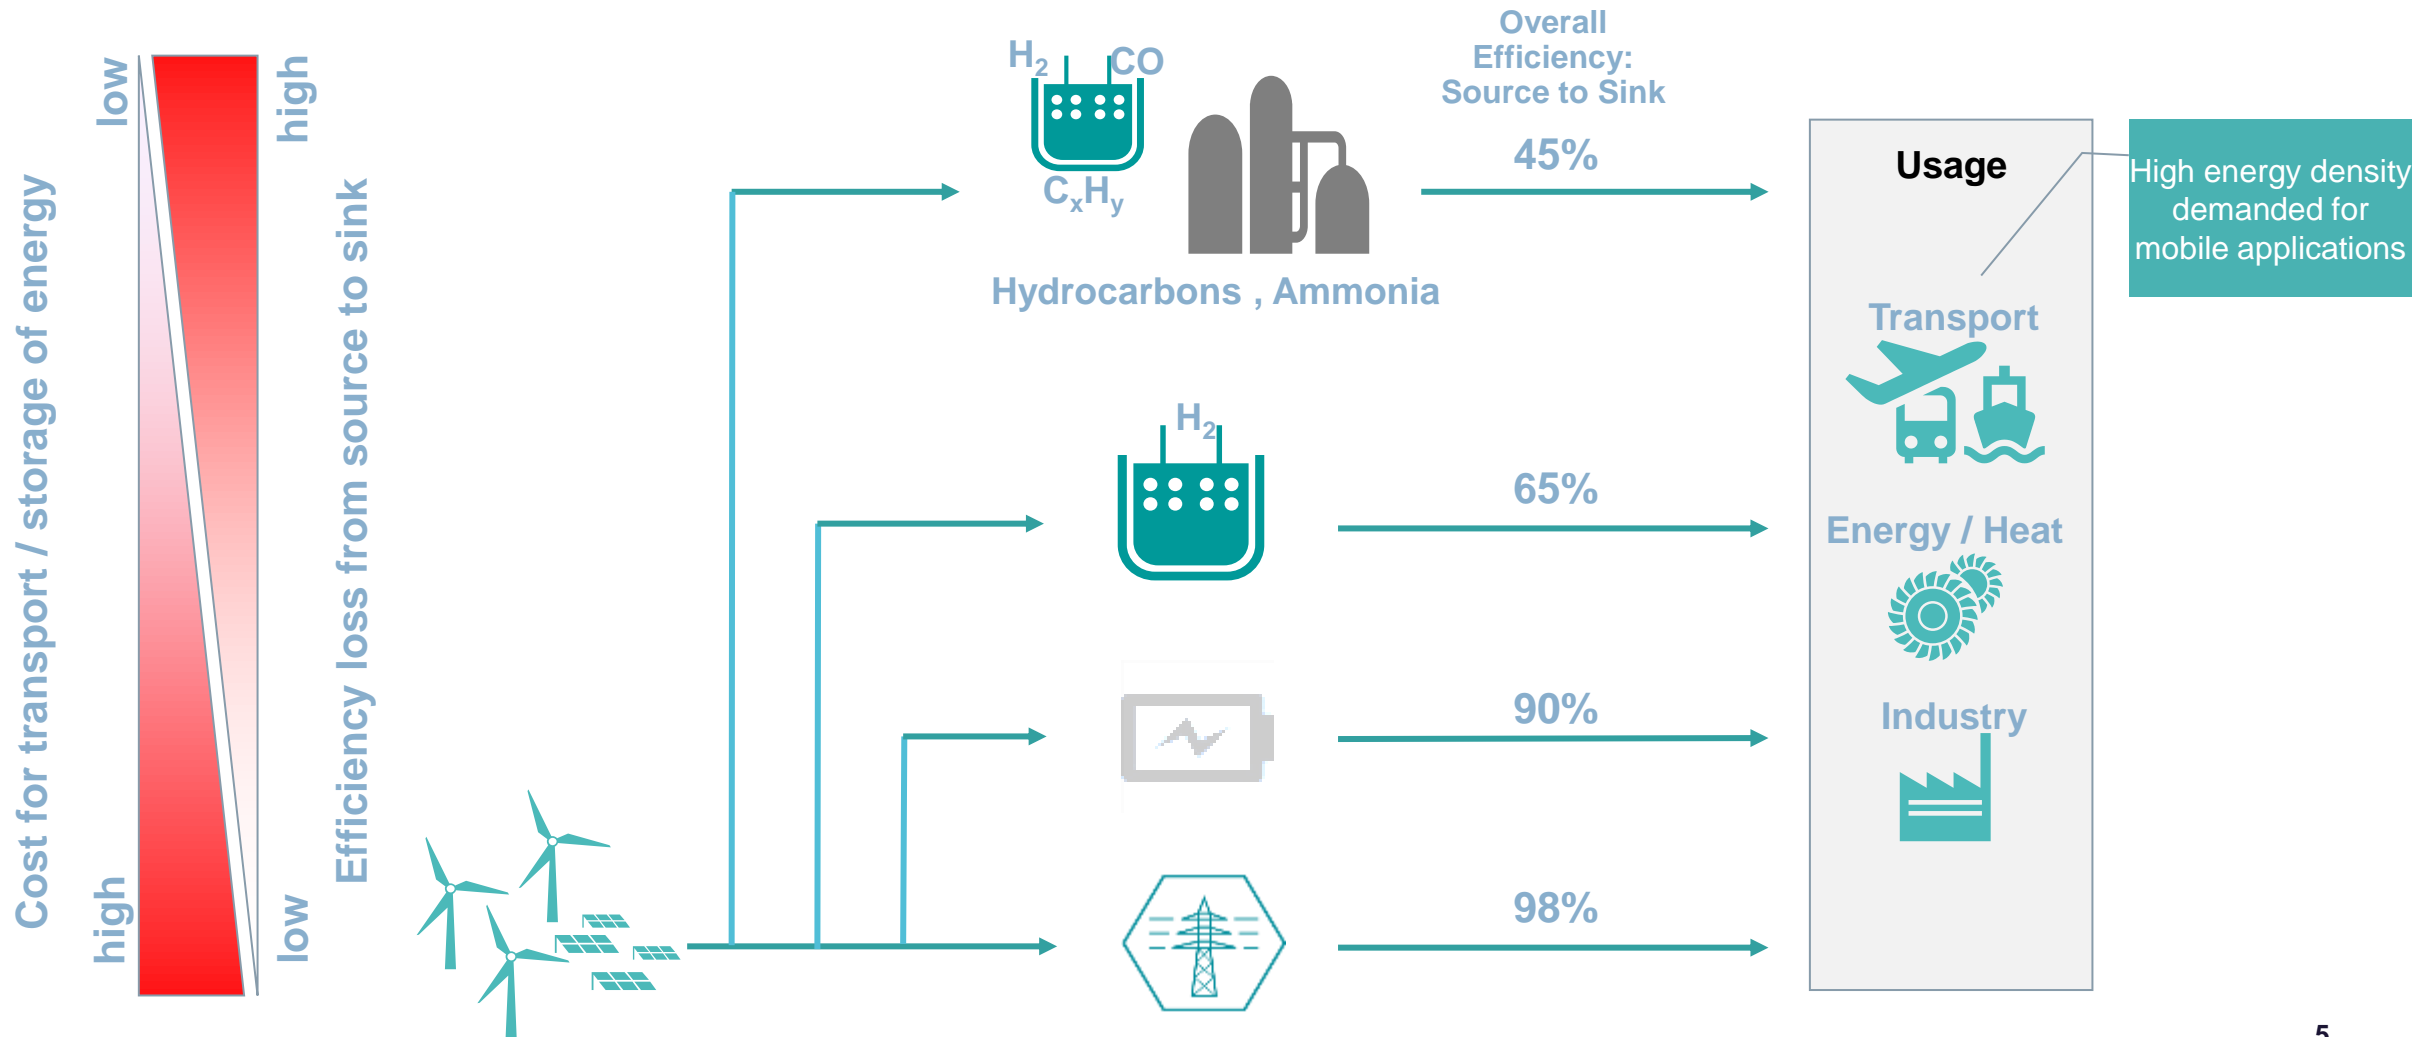 Cost for transport / storage of energy
low
high
high
low
Efficiency loss from source to sink
H₂
CO
CₓHᵧ
Hydrocarbons , Ammonia
H₂
Overall
Efficiency:
Source to Sink
45%
65%
90%
98%
Usage
Transport
Energy / Heat
Industry
High energy density
demanded for
mobile applications
5